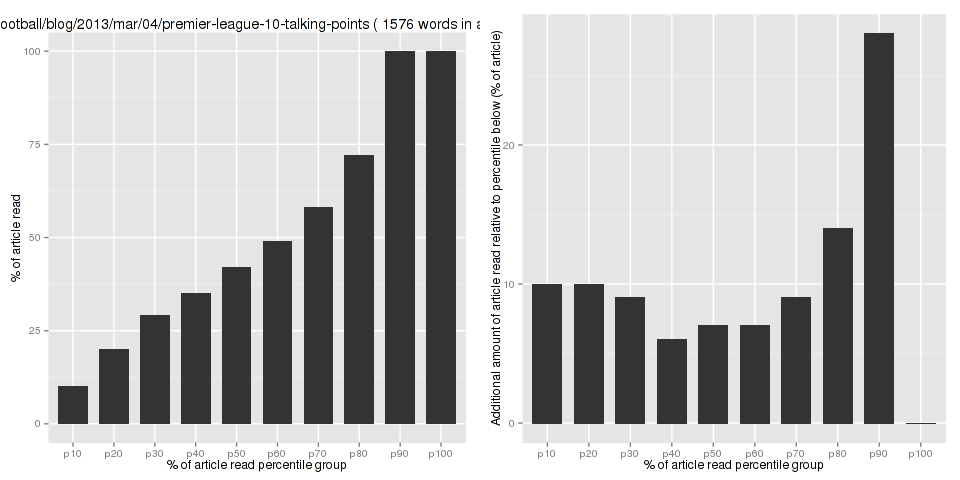 ootball/blog/2013/mar/04/premier-league-10-talking-points ( 1576 words in a
% of article read
100
75
50
25
0
p10 p20 p30 p40 p50 p60 p70 p80 p90 p100
% of article read percentile group
Additional amount of article read relative to percentile below (% of article)
20
10
0
p10 p20 p30 p40 p50 p60 p70 p80 p90 p100
% of article read percentile group